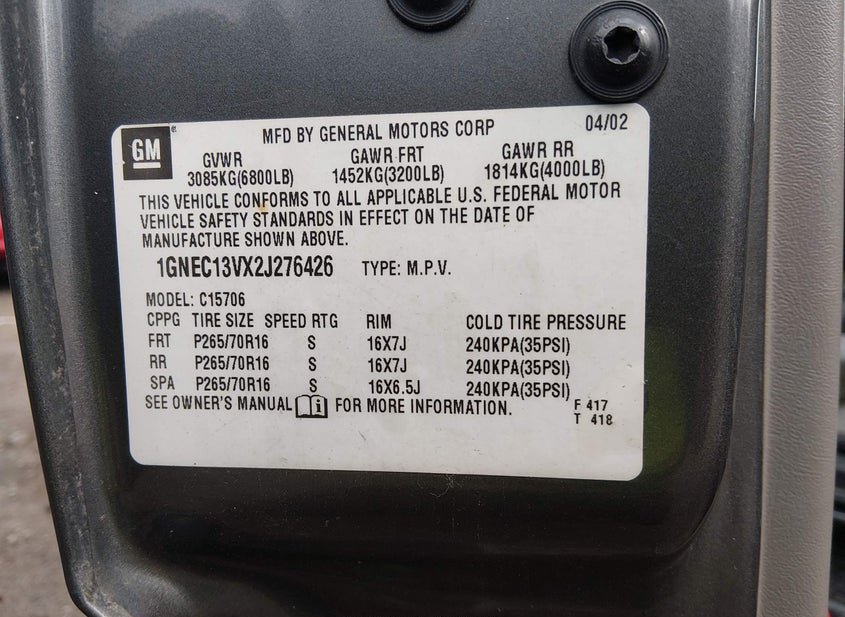 GM
MFD BY GENERAL MOTORS CORP 04/02
GVWR GAWR FRT GAWR RR
3085KG(6800LB) 1452KG(3200LB) 1814KG(4000LB)
THIS VEHICLE CONFORMS TO ALL APPLICABLE U.S. FEDERAL MOTOR
VEHICLE SAFETY STANDARDS IN EFFECT ON THE DATE OF
MANUFACTURE SHOWN ABOVE.
1GNEC13VX2J276426 TYPE: M.P.V.
MODEL: C15706
CPPG TIRE SIZE SPEED RTG RIM COLD TIRE PRESSURE
FRT P265/70R16 S 16X7J 240KPA(35PSI)
RR P265/70R16 S 16X7J 240KPA(35PSI)
SPA P265/70R16 S 16X6.5J 240KPA(35PSI)
SEE OWNER'S MANUAL i FOR MORE INFORMATION. F 417
T 418